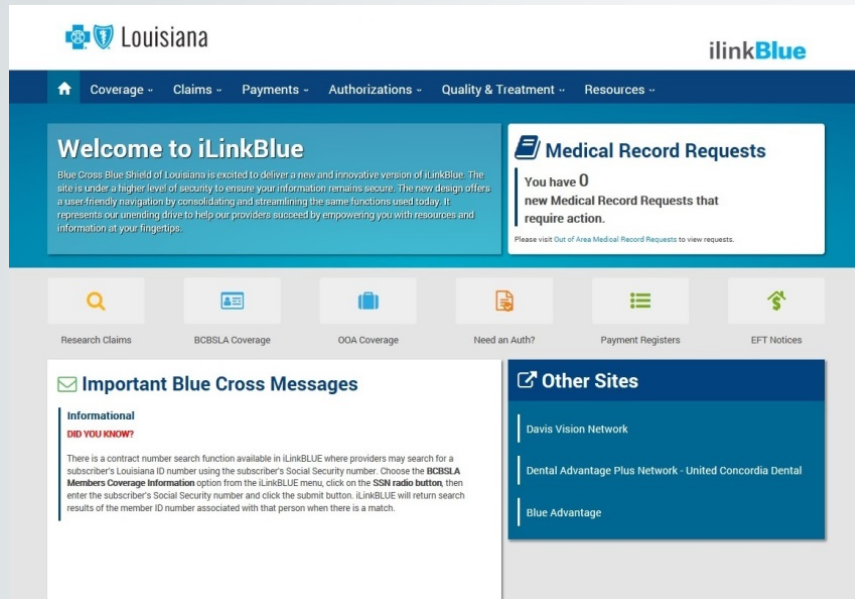 Louisiana
ilinkBlue
Coverage
Claims
Payments
Authorizations
Quality & Treatment
Resources
Welcome to iLinkBlue
Blue Cross Blue Shield of Louisiana is excited to deliver a new and innovative version of iLinkBlue. The
site is under a higher level of security to ensure your information remains secure. The new design offers
a user-friendly navigation by consolidating and streamlining the same functions used today. It
represents our unending drive to help our providers succeed by empowering you with resources and
information at your fingertips.
Medical Record Requests
You have 0
new Medical Record Requests that
require action.
Please visit Out of Area Medical Record Requests to view requests.
Research Claims
BCBSLA Coverage
OOA Coverage
Need an Auth?
Payment Registers
EFT Notices
Important Blue Cross Messages
Informational
DID YOU KNOW?
There is a contract number search function available in iLinkBLUE where providers may search for a
subscriber's Louisiana ID number using the subscriber's Social Security number. Choose the BCBSLA
Members Coverage Information option from the iLinkBLUE menu, click on the SSN radio button, then
enter the subscriber's Social Security number and click the submit button. iLinkBLUE will return search
results of the member ID number associated with that person when there is a match.
Other Sites
Davis Vision Network
Dental Advantage Plus Network - United Concordia Dental
Blue Advantage